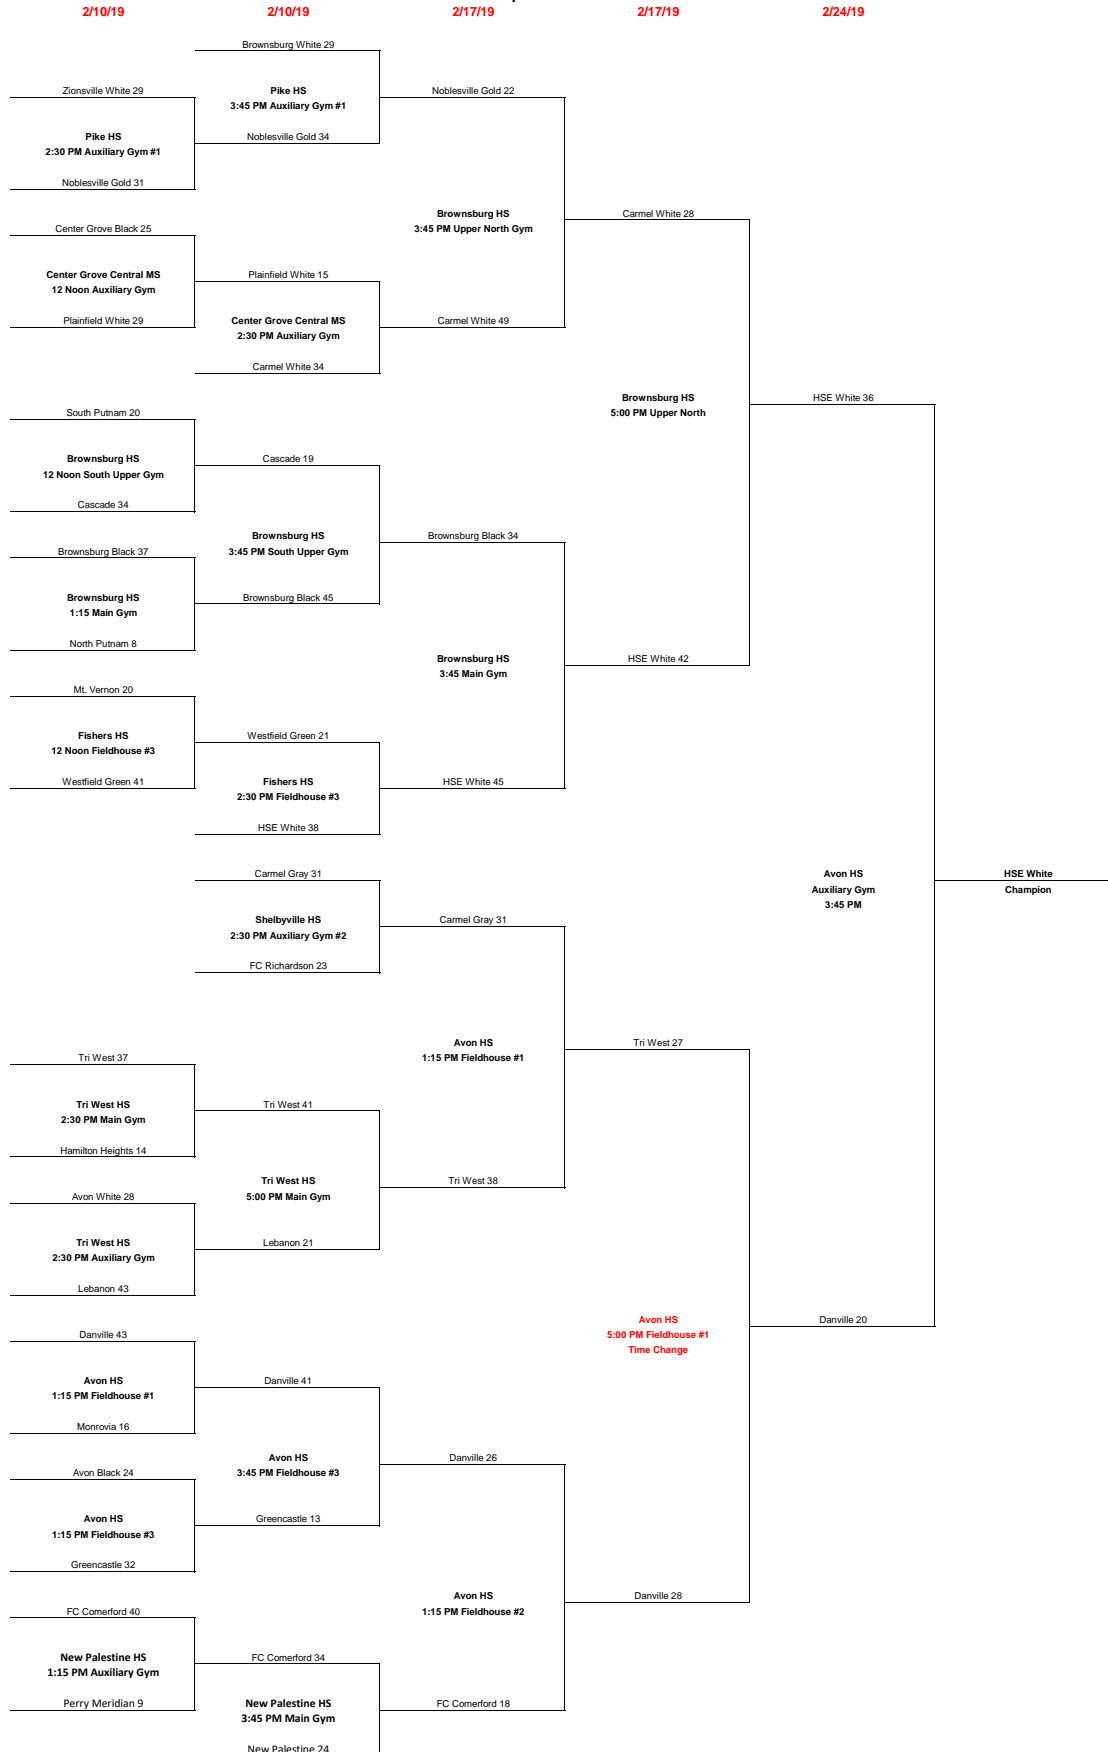 2/10/19
2/10/19
2/17/19
2/17/19
2/24/19
Brownsburg White 29
Zionsville White 29
Pike HS
3:45 PM Auxiliary Gym #1
Noblesville Gold 22
Pike HS
2:30 PM Auxiliary Gym #1
Noblesville Gold 34
Noblesville Gold 31
Brownsburg HS
3:45 PM Upper North Gym
Carmel White 28
Center Grove Black 25
Center Grove Central MS
12 Noon Auxiliary Gym
Plainfield White 15
Plainfield White 29
Center Grove Central MS
2:30 PM Auxiliary Gym
Carmel White 49
Carmel White 34
Brownsburg HS
5:00 PM Upper North
HSE White 36
South Putnam 20
Brownsburg HS
12 Noon South Upper Gym
Cascade 19
Cascade 34
Brownsburg HS
3:45 PM South Upper Gym
Brownsburg Black 34
Brownsburg Black 37
Brownsburg HS
1:15 Main Gym
Brownsburg Black 45
North Putnam 8
Brownsburg HS
3:45 Main Gym
HSE White 42
Mt. Vernon 20
Fishers HS
12 Noon Fieldhouse #3
Westfield Green 21
Westfield Green 41
Fishers HS
2:30 PM Fieldhouse #3
HSE White 45
HSE White 38
Carmel Gray 31
Avon HS
Auxiliary Gym
3:45 PM
HSE White
Champion
Shelbyville HS
2:30 PM Auxiliary Gym #2
Carmel Gray 31
FC Richardson 23
Avon HS
1:15 PM Fieldhouse #1
Tri West 27
Tri West 37
Tri West HS
2:30 PM Main Gym
Tri West 41
Hamilton Heights 14
Tri West HS
5:00 PM Main Gym
Tri West 38
Avon White 28
Tri West HS
2:30 PM Auxiliary Gym
Lebanon 21
Lebanon 43
Avon HS
5:00 PM Fieldhouse #1
Time Change
Danville 20
Danville 43
Avon HS
1:15 PM Fieldhouse #1
Danville 41
Monrovia 16
Avon HS
3:45 PM Fieldhouse #3
Danville 26
Avon Black 24
Avon HS
1:15 PM Fieldhouse #3
Greencastle 13
Greencastle 32
Avon HS
1:15 PM Fieldhouse #2
Danville 28
FC Comerford 40
New Palestine HS
1:15 PM Auxiliary Gym
FC Comerford 34
Perry Meridian 9
New Palestine HS
3:45 PM Main Gym
FC Comerford 18
New Palestine 24